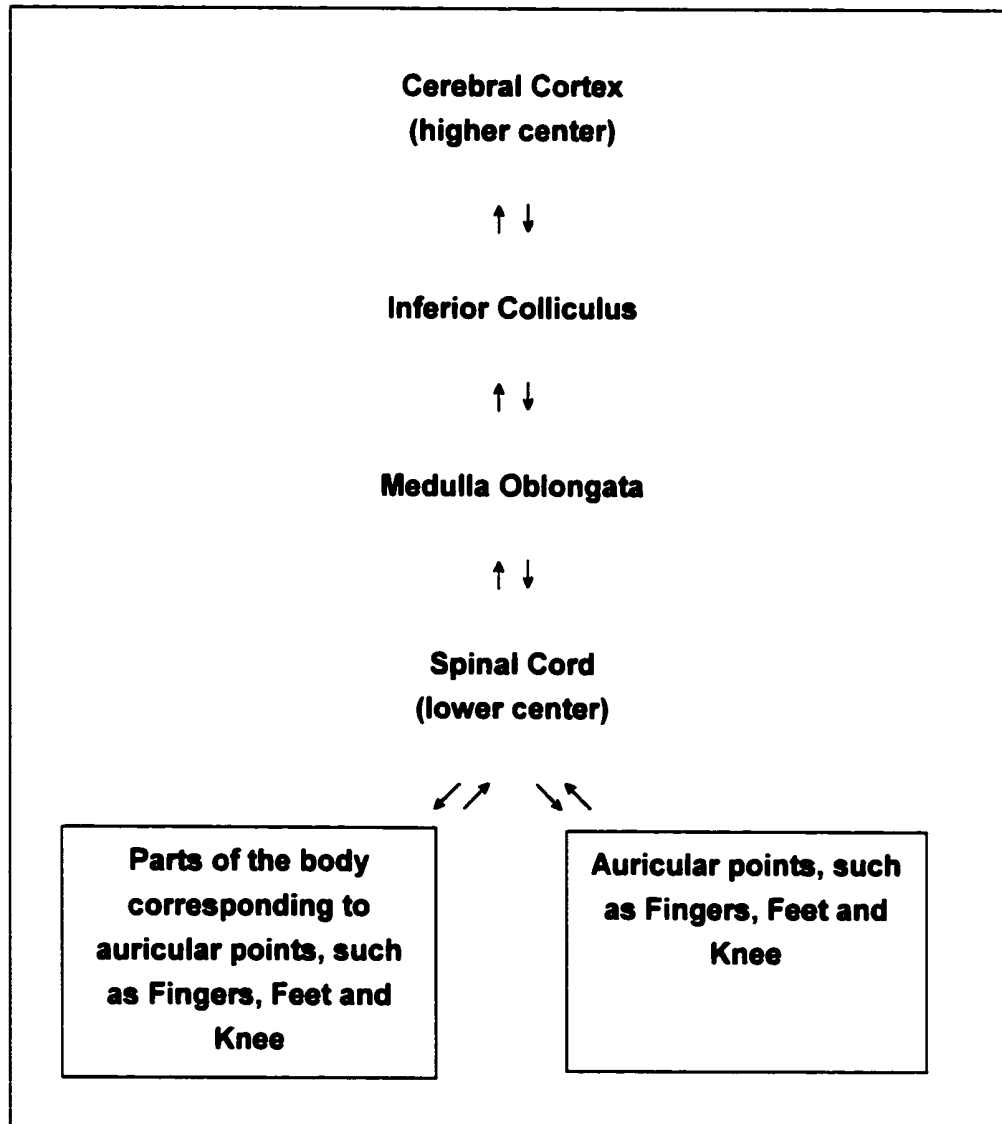 Cerebral Cortex
(higher center)
Inferior Colliculus
Medulla Oblongata
Spinal Cord
(lower center)
Parts of the body
corresponding to
auricular points, such
as Fingers, Feet and
Knee
Auricular points, such
as Fingers, Feet and
Knee